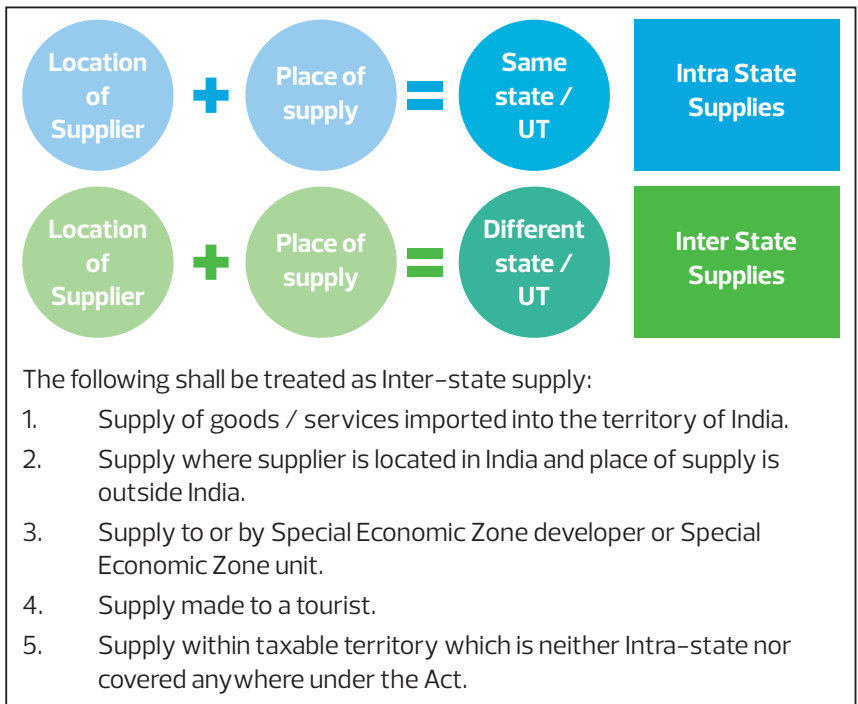 Location
of
Supplier
Place of
supply
Same
state /
UT
Intra State
Supplies
Location
of
Supplier
Place of
supply
Different
state /
UT
Inter State
Supplies
The following shall be treated as Inter-state supply:
1. Supply of goods / services imported into the territory of India.
2. Supply where supplier is located in India and place of supply is
outside India.
3. Supply to or by Special Economic Zone developer or Special
Economic Zone unit.
4. Supply made to a tourist.
5. Supply within taxable territory which is neither Intra-state nor
covered anywhere under the Act.